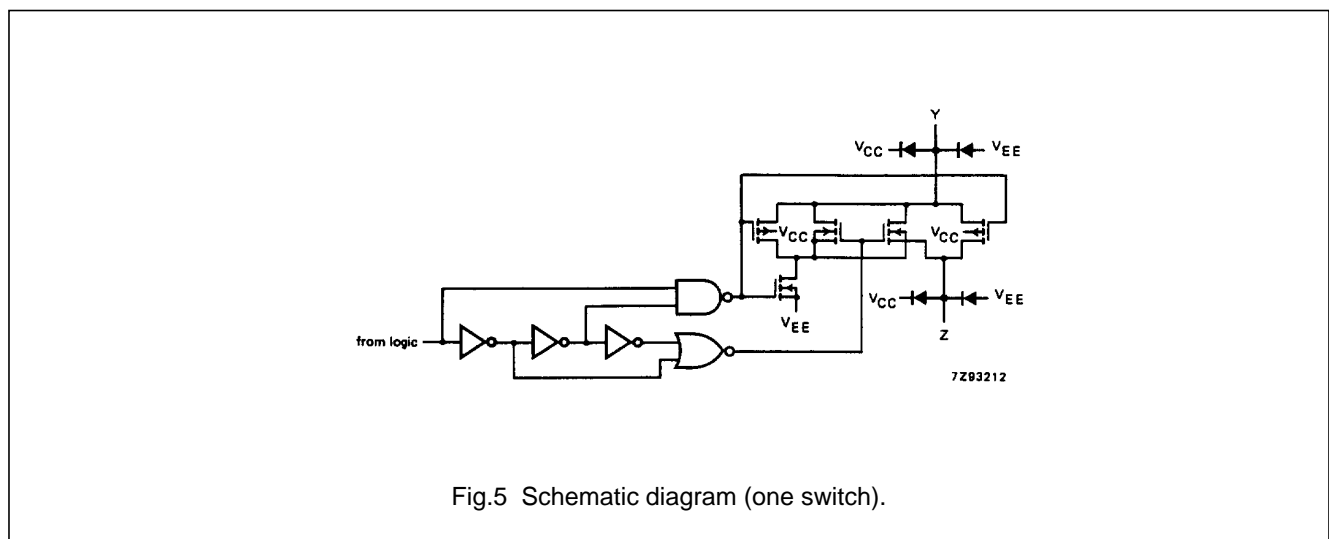 Y
VCC VEE
VCC VCC
VCC VEE
VEE
Z
from logic
7Z93212
Fig.5 Schematic diagram (one switch).